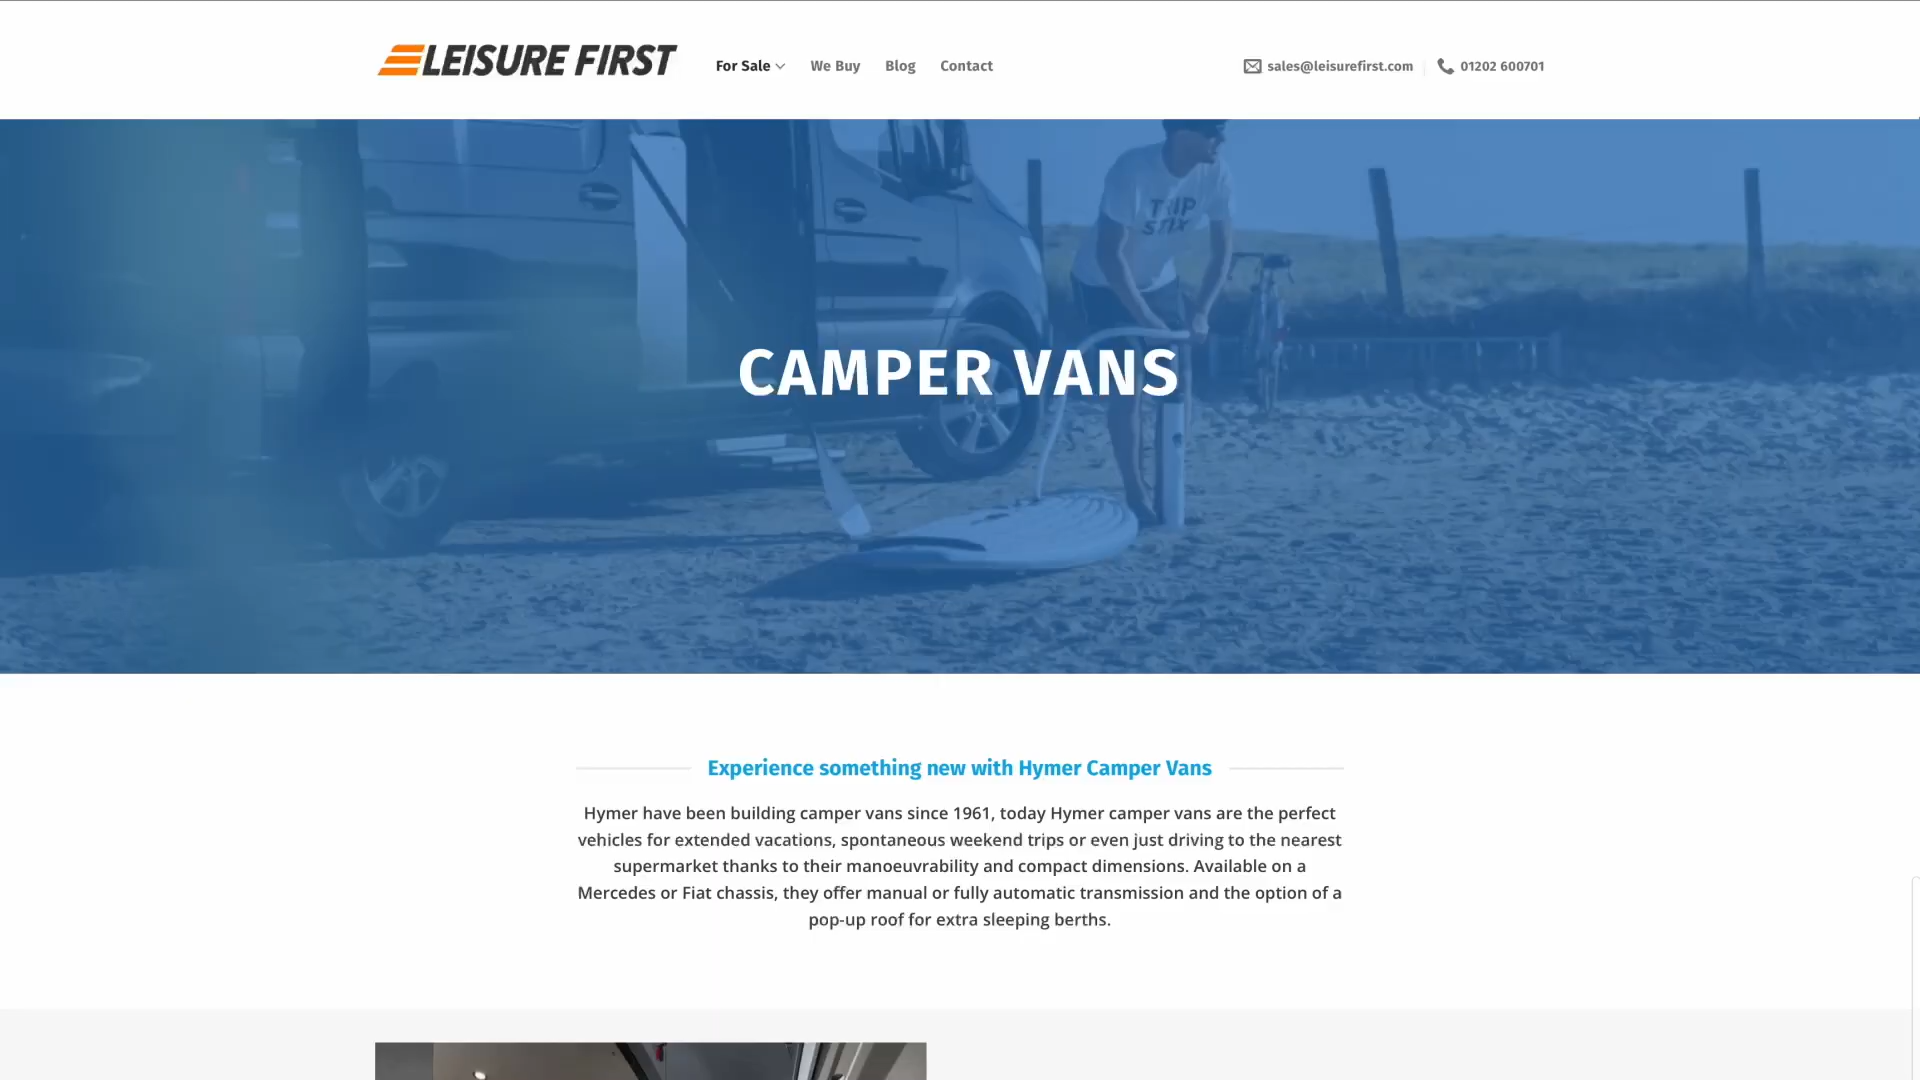 LEISURE FIRST
For Sale
We Buy
Blog
Contact
sales@leisurefirst.com
01202 600701
TRIP
STIX
CAMPER VANS
Experience something new with Hymer Camper Vans
Hymer have been building camper vans since 1961, today Hymer camper vans are the perfect
vehicles for extended vacations, spontaneous weekend trips or even just driving to the nearest
supermarket thanks to their manoeuvrability and compact dimensions. Available on a
Mercedes or Fiat chassis, they offer manual or fully automatic transmission and the option of a
pop-up roof for extra sleeping berths.